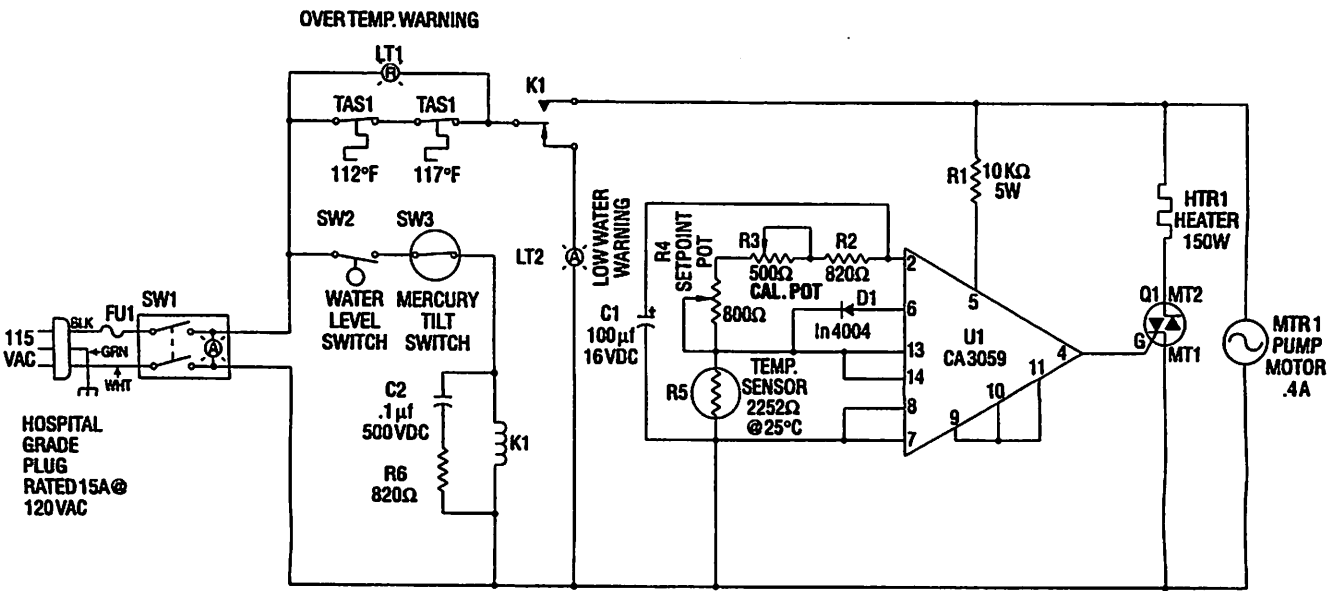 OVER TEMP. WARNING
LT1
R
K1
TAS1
TAS1
112°F
117°F
SW2
SW3
WATER
LEVEL
SWITCH
MERCURY
TILT
SWITCH
LT2
A
LOW WATER
WARNING
115
VAC
BLK
FU1
SW1
A
GRN
WHT
HOSPITAL
GRADE
PLUG
RATED 15A @
120 VAC
C2
.1µf
500VDC
R6
820Ω
K1
C1
100µf
16VDC
+
R4
SETPOINT
POT
800Ω
R3
500Ω
CAL. POT
R2
820Ω
D1
In4004
R5
TEMP.
SENSOR
2252Ω
@25°C
R1
10KΩ
5W
2
6
13
14
8
7
5
U1
CA3059
4
9
10
11
HTR1
HEATER
150W
Q1
MT2
G
MT1
MTR1
PUMP
MOTOR
.4A